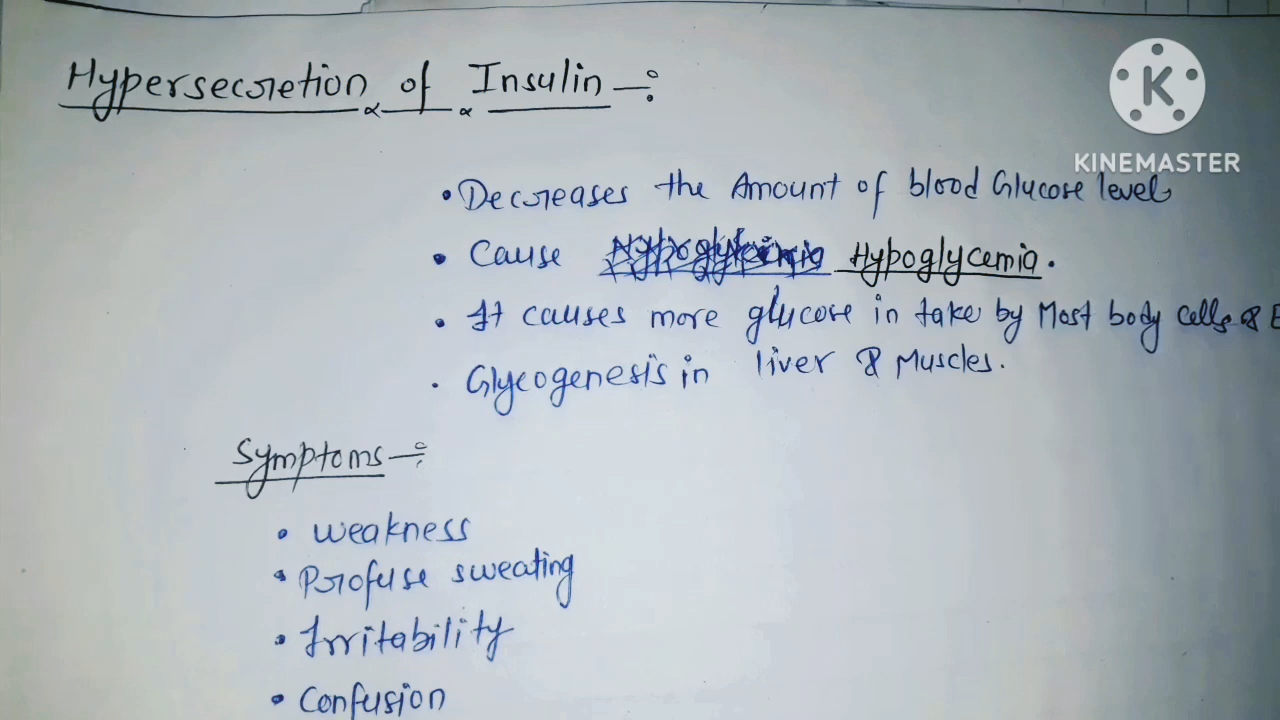 Hypersecretion of Insulin -:
K
KINEMASTER
• Decreases the Amount of blood Glucose level
• Cause Hypoglycemia.
• It causes more glucose in take by Most body cells &
• Glycogenesis in liver & Muscles.
Symptoms -:
• weakness
• Profuse sweating
• Irritability
• Confusion